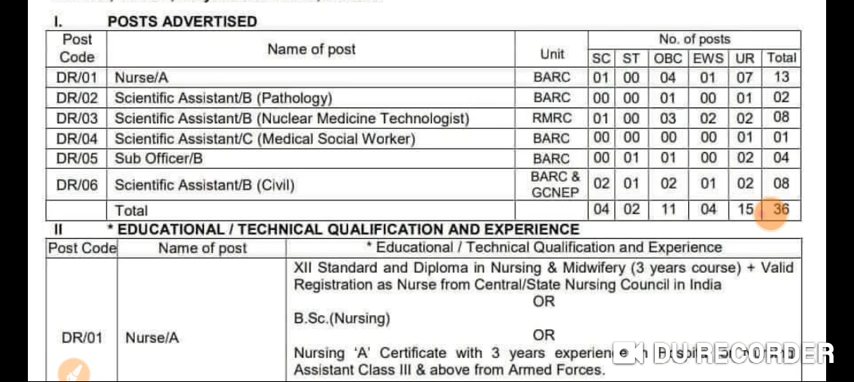 I. POSTS ADVERTISED
Post Code Name of post Unit No. of posts
SC ST OBC EWS UR Total
DR/01 Nurse/A BARC 01 00 04 01 07 13
DR/02 Scientific Assistant/B (Pathology) BARC 00 00 01 00 01 02
DR/03 Scientific Assistant/B (Nuclear Medicine Technologist) RMRC 01 00 03 02 02 08
DR/04 Scientific Assistant/C (Medical Social Worker) BARC 00 00 00 00 01 01
DR/05 Sub Officer/B BARC 00 01 01 00 02 04
DR/06 Scientific Assistant/B (Civil) BARC & GCNEP 02 01 02 01 02 08
Total 04 02 11 04 15 36
II * EDUCATIONAL / TECHNICAL QUALIFICATION AND EXPERIENCE
Post Code Name of post * Educational / Technical Qualification and Experience
XII Standard and Diploma in Nursing & Midwifery (3 years course) + Valid
Registration as Nurse from Central/State Nursing Council in India
OR
B.Sc.(Nursing)
DR/01 Nurse/A OR
Nursing 'A' Certificate with 3 years experience in
Assistant Class III & above from Armed Forces.
DU RECORDER